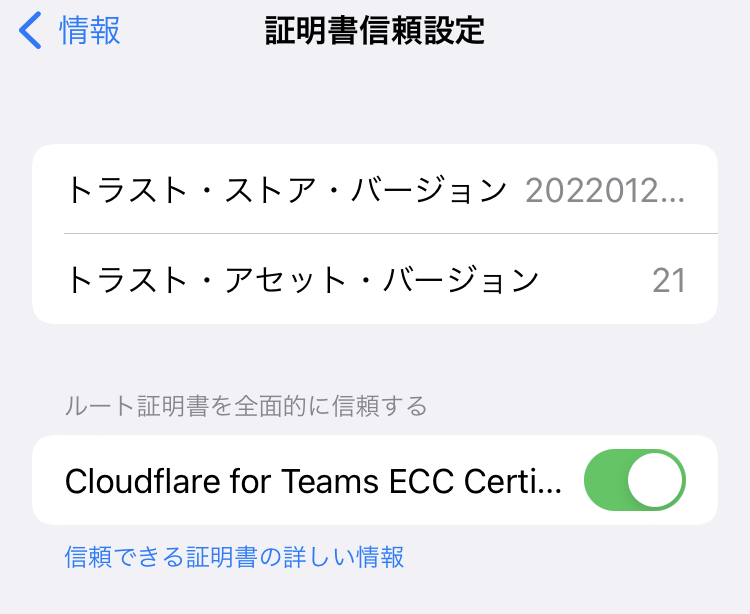 情報
証明書信頼設定
トラスト・ストア・バージョン 2022012...
トラスト・アセット・バージョン 21
ルート証明書を全面的に信頼する
Cloudflare for Teams ECC Certi...
信頼できる証明書の詳しい情報